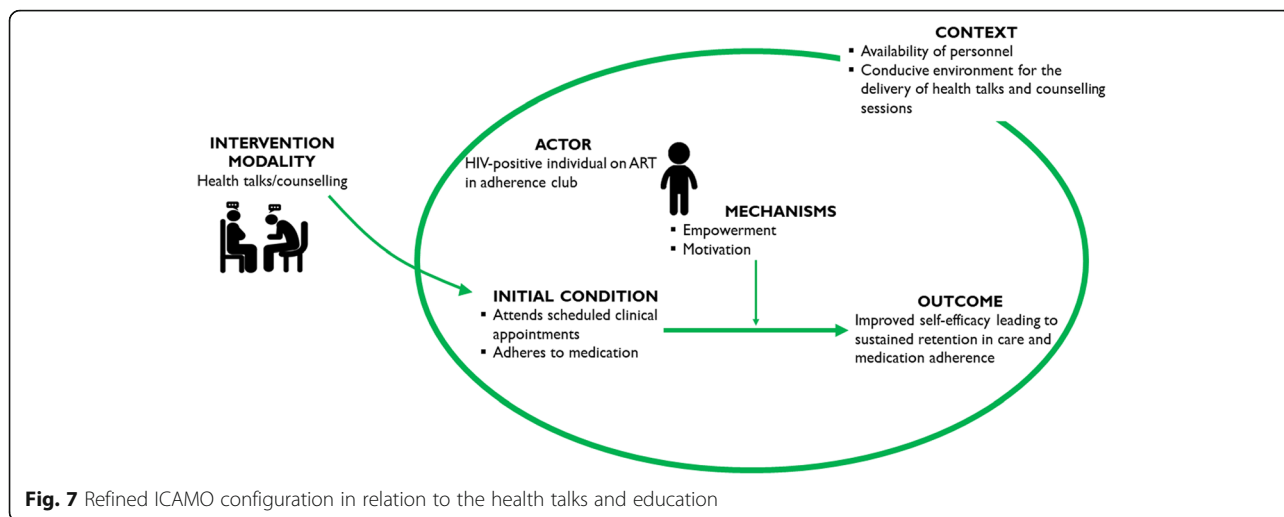 CONTEXT
▪ Availability of personnel
▪ Conducive environment for the
delivery of health talks and counselling
sessions
INTERVENTION
MODALITY
Health talks/counselling
ACTOR
HIV-positive individual on ART
in adherence club
MECHANISMS
▪ Empowerment
▪ Motivation
INITIAL CONDITION
▪ Attends scheduled clinical
appointments
▪ Adheres to medication
OUTCOME
Improved self-efficacy leading to
sustained retention in care and
medication adherence
Fig. 7 Refined ICAMO configuration in relation to the health talks and education